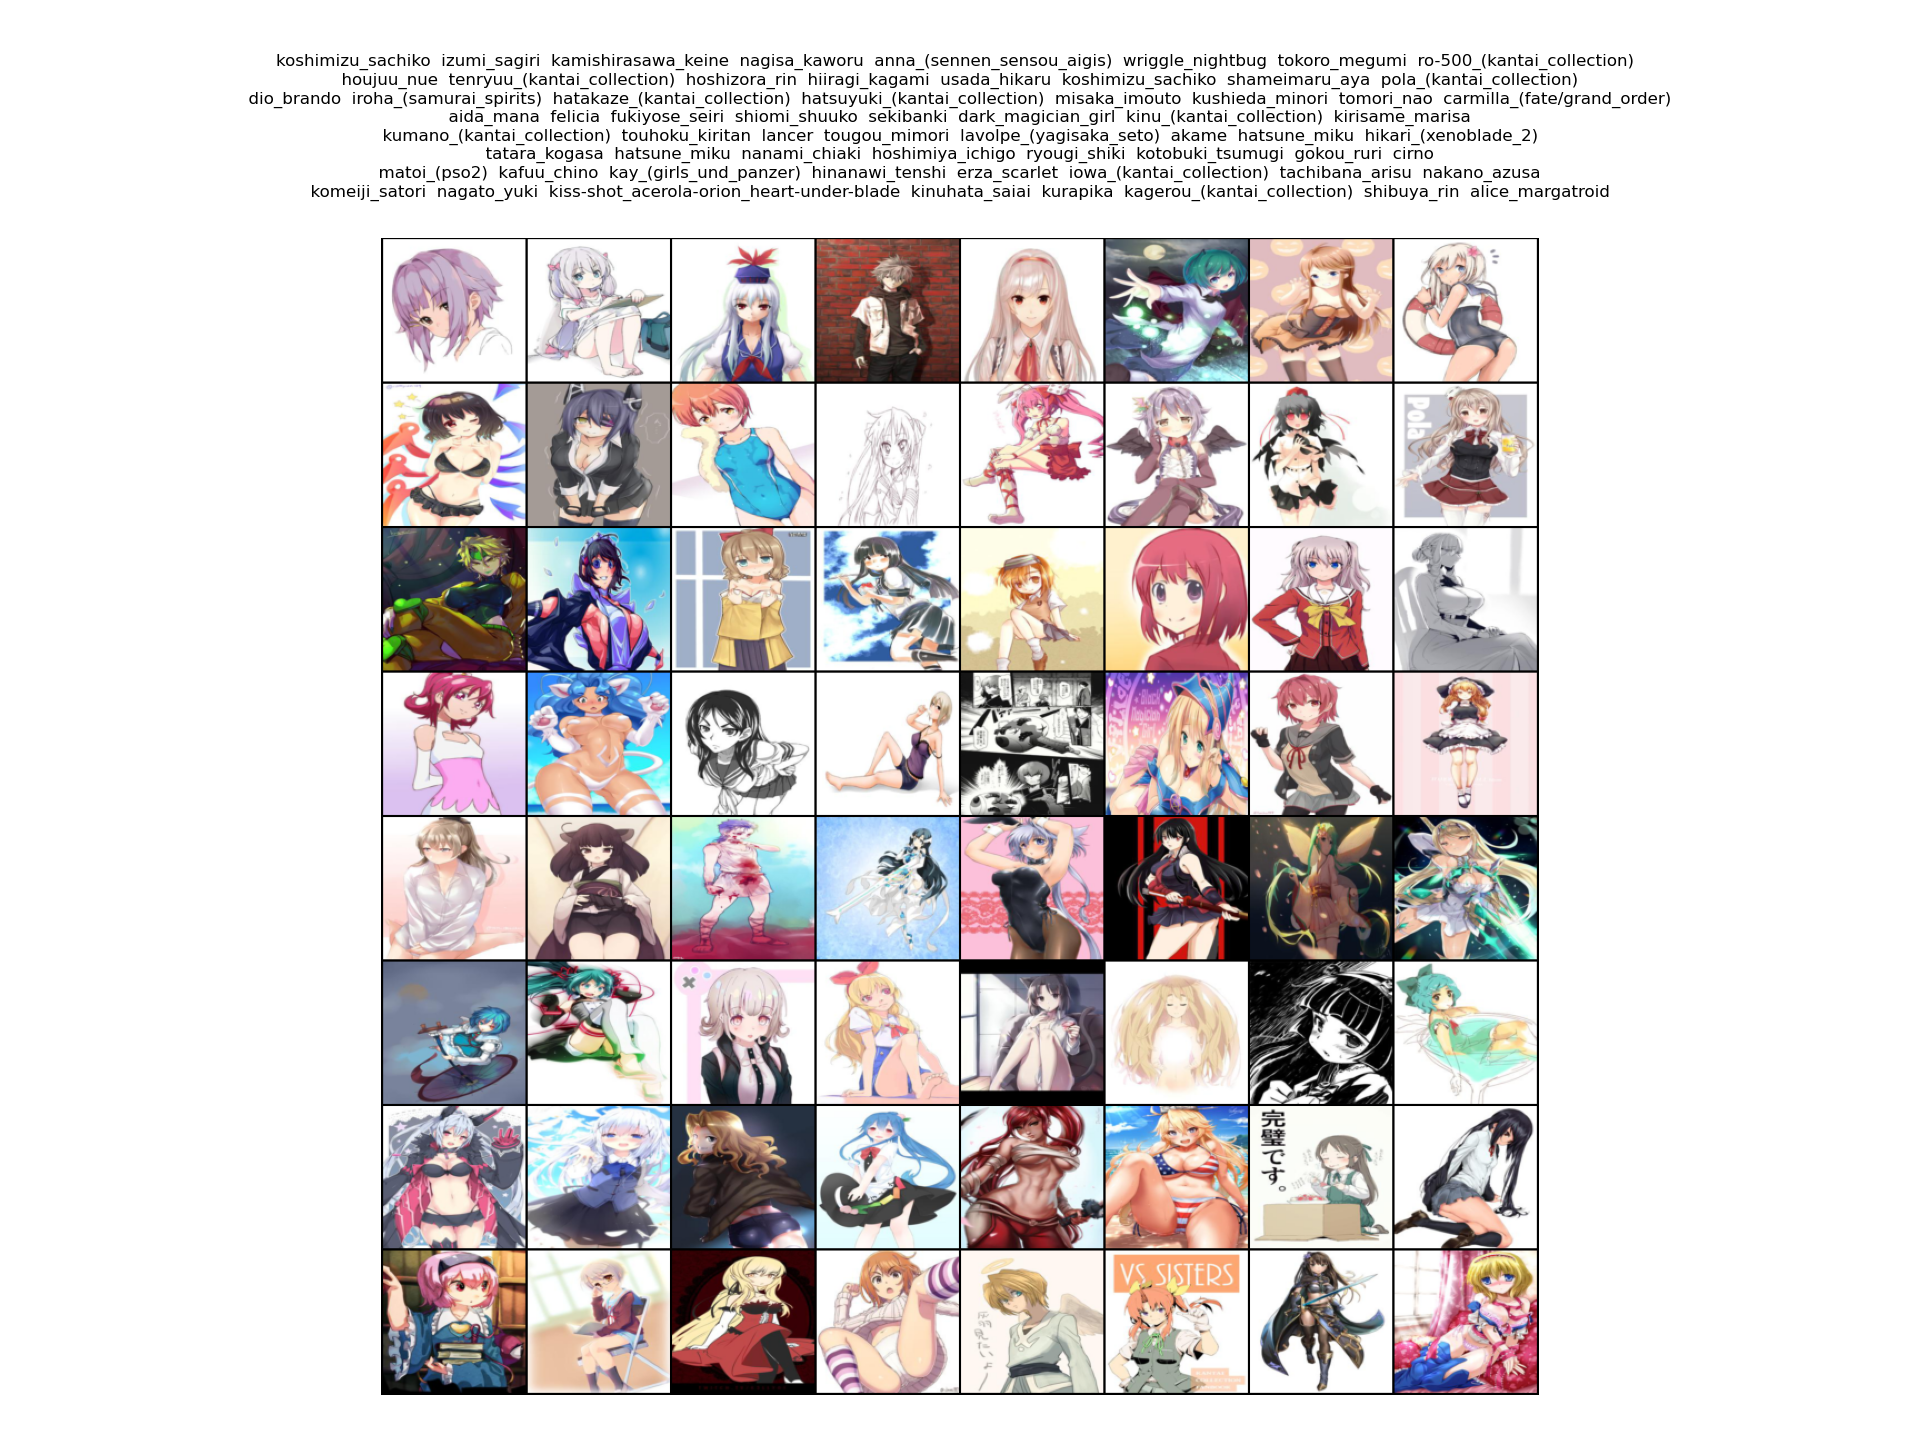 koshimizu_sachiko izumi_sagiri kamishirasawa_keine nagisa_kaworu anna_(sennen_sensou_aigis) wriggle_nightbug tokoro_megumi ro-500_(kantai_collection)
houjuu_nue tenryuu_(kantai_collection) hoshizora_rin hiiragi_kagami usada_hikaru koshimizu_sachiko shameimaru_aya pola_(kantai_collection)
dio_brando iroha_(samurai_spirits) hatakaze_(kantai_collection) hatsuyuki_(kantai_collection) misaka_imouto kushieda_minori tomori_nao carmilla_(fate/grand_order)
aida_mana felicia fukiyose_seiri shiomi_shuuko sekibanki dark_magician_girl kinu_(kantai_collection) kirisame_marisa
kumano_(kantai_collection) touhoku_kiritan lancer tougou_mimori lavolpe_(yagisaka_seto) akame hatsune_miku hikari_(xenoblade_2)
tatara_kogasa hatsune_miku nanami_chiaki hoshimiya_ichigo ryougi_shiki kotobuki_tsumugi gokou_ruri cirno
matoi_(pso2) kafuu_chino kay_(girls_und_panzer) hinanawi_tenshi erza_scarlet iowa_(kantai_collection) tachibana_arisu nakano_azusa
komeiji_satori nagato_yuki kiss-shot_acerola-orion_heart-under-blade kinuhata_saiai kurapika kagerou_(kantai_collection) shibuya_rin alice_margatroid
Pola
完璧です。
VS SISTERS